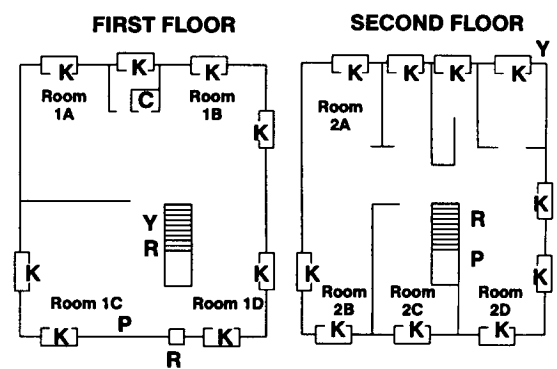 FIRST FLOOR
SECOND FLOOR
Y
K K K
K K K K
C
Room
1A
Room
1B
Room
2A
K
K
Y
R
R
P
K K
K K
Room 1C
P
Room 1D
Room
2B
Room
2C
Room
2D
K K
K K K
R